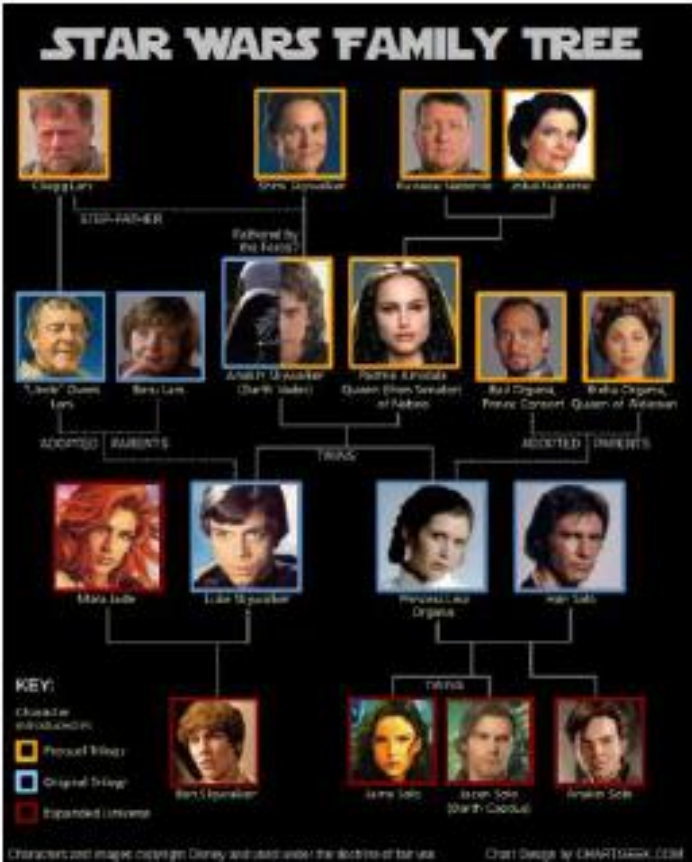 STAR WARS FAMILY TREE
Cliegg Lars
Shmi Skywalker
Jobal Naberrie
STEP-FATHER
Fathered by
the Force?
"Uncle" Owen
Lars
Beru Lars
Anakin Skywalker
(Darth Vader)
Padmé Amidala
Queen (then Senator)
of Naboo
Bail Organa,
Prince Consort
Breha Organa,
Queen of Alderaan
ADOPTED PARENTS
TWINS
ADOPTED PARENTS
Mara Jade
Luke Skywalker
Princess Leia
Organa
Han Solo
TWINS
Ben Skywalker
Jaina Solo
Jacen Solo
(Darth Caedus)
Anakin Solo
KEY:
Character
introduced in:
Prequel Trilogy
Original Trilogy
Expanded Universe
Characters and images copyright Disney and used under the doctrine of fair use.
Chart Design by CHARTGEEK.COM